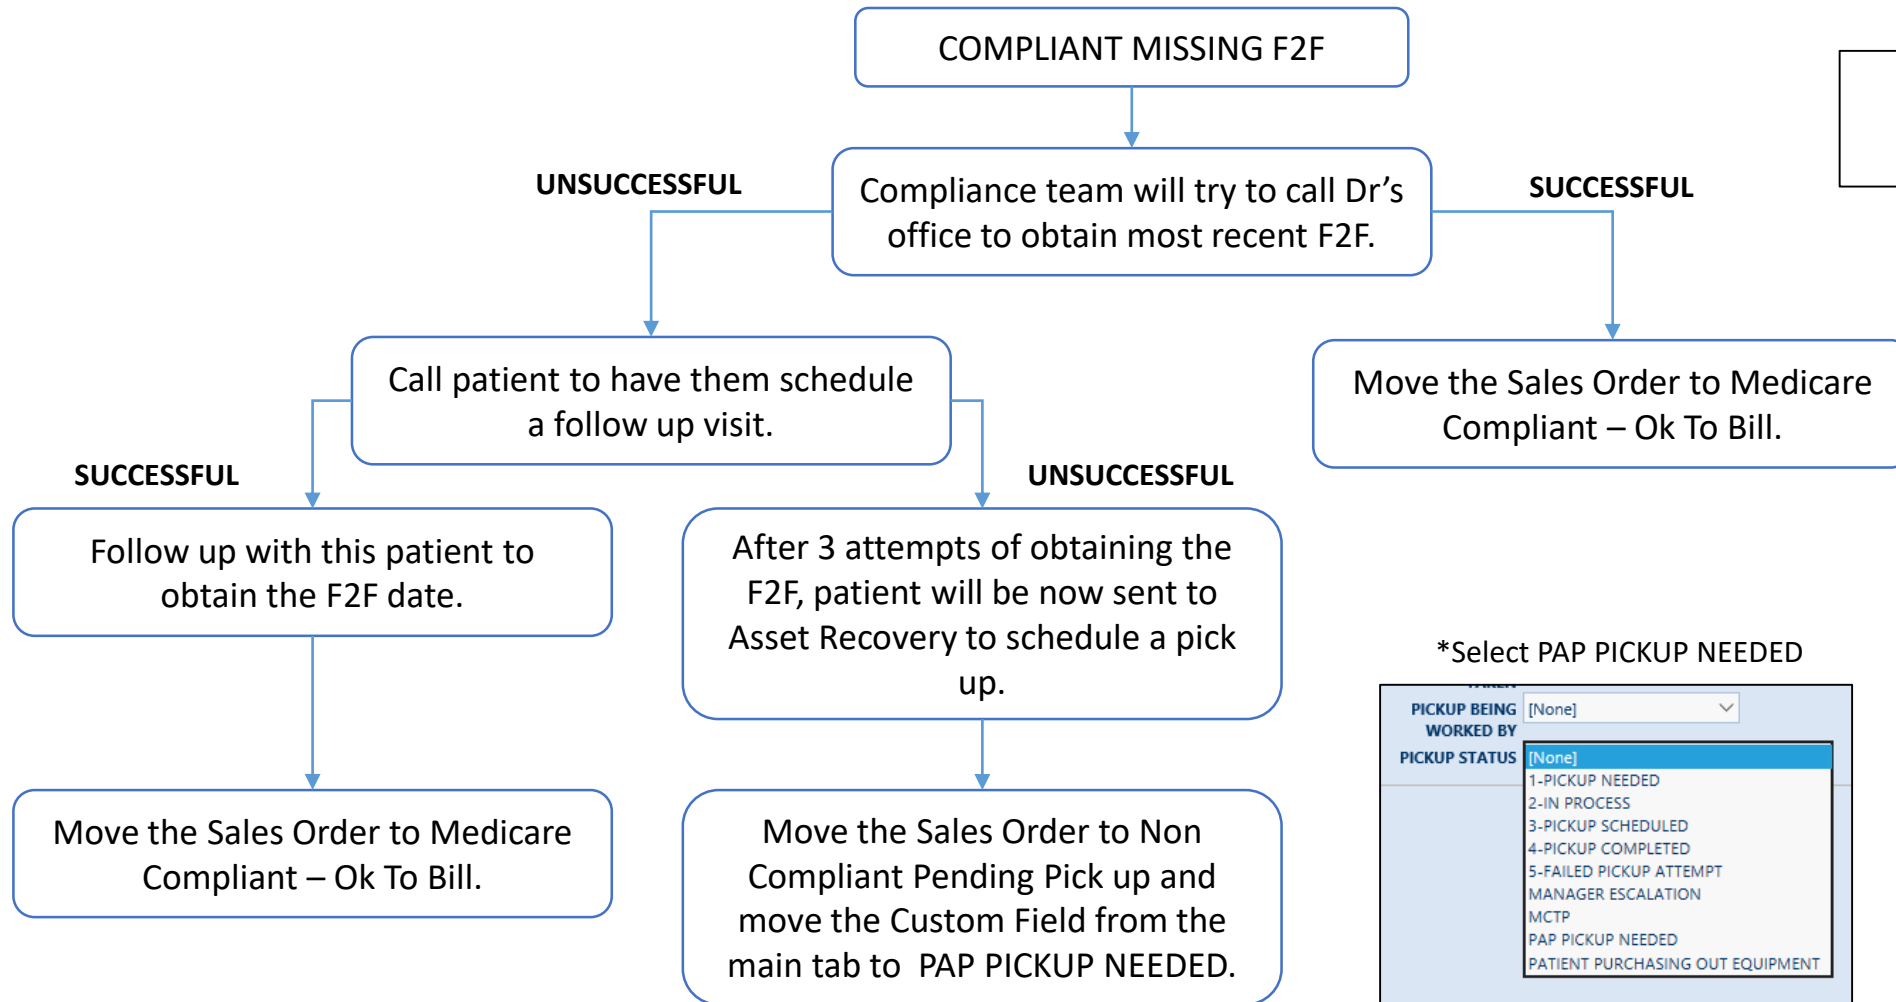 COMPLIANT MISSING F2F
UNSUCCESSFUL
Compliance team will try to call Dr’s
office to obtain most recent F2F.
SUCCESSFUL
Call patient to have them schedule
a follow up visit.
Move the Sales Order to Medicare
Compliant – Ok To Bill.
SUCCESSFUL
UNSUCCESSFUL
Follow up with this patient to
obtain the F2F date.
After 3 attempts of obtaining the
F2F, patient will be now sent to
Asset Recovery to schedule a pick
up.
Move the Sales Order to Medicare
Compliant – Ok To Bill.
Move the Sales Order to Non
Compliant Pending Pick up and
move the Custom Field from the
main tab to  PAP PICKUP NEEDED.
*Select PAP PICKUP NEEDED
PICKUP BEING [None]
WORKED BY
PICKUP STATUS [None]
1-PICKUP NEEDED
2-IN PROCESS
3-PICKUP SCHEDULED
4-PICKUP COMPLETED
5-FAILED PICKUP ATTEMPT
MANAGER ESCALATION
MCTP
PAP PICKUP NEEDED
PATIENT PURCHASING OUT EQUIPMENT